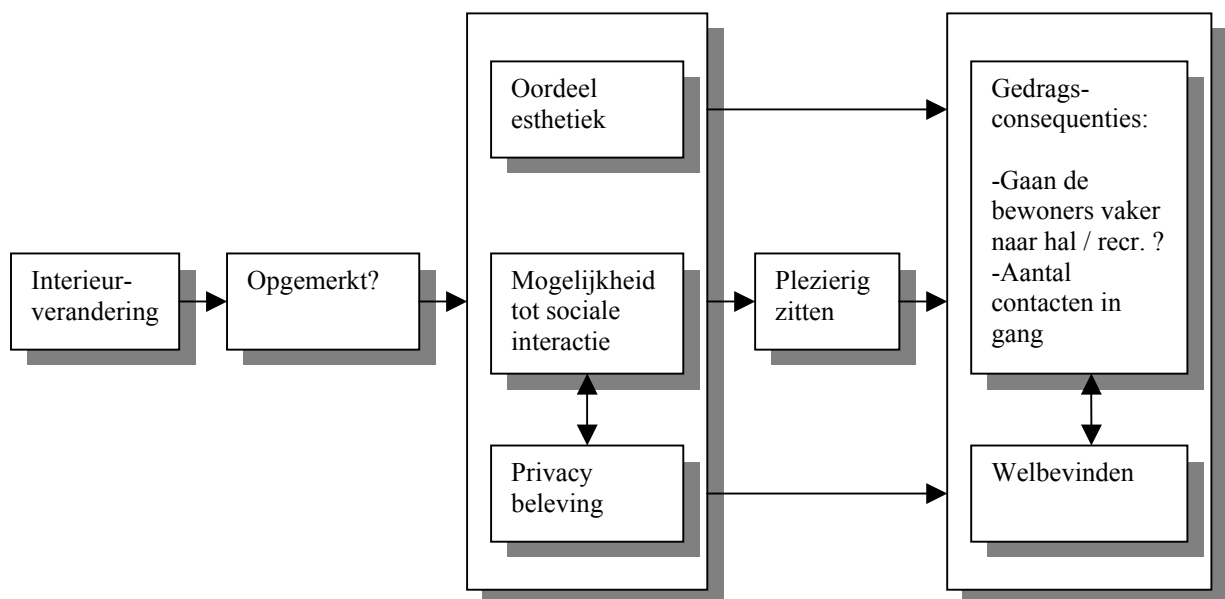 Interieur-
verandering
Opgemerkt?
Oordeel
esthetiek
Mogelijkheid
tot sociale
interactie
Privacy
beleving
Plezierig
zitten
Gedrags-
consequenties:
-Gaan de
bewoners vaker
naar hal / recr. ?
-Aantal
contacten in
gang
Welbevinden